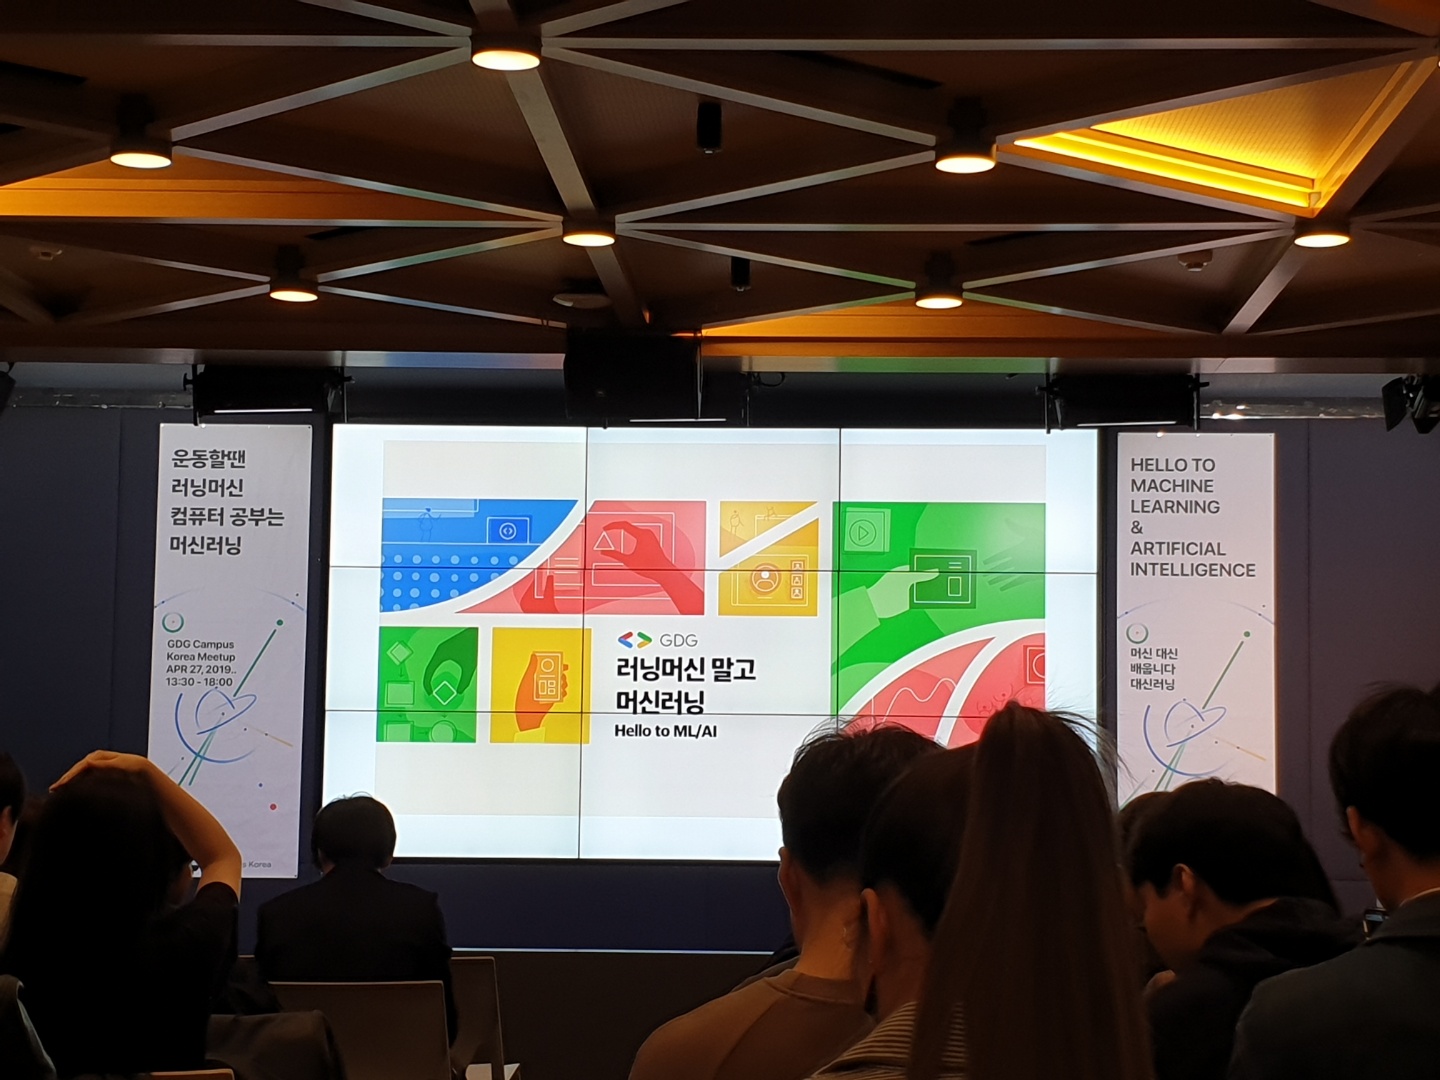 운동할땐
러닝머신
컴퓨터 공부는
머신러닝
GDG Campus
Korea Meetup
APR 27, 2019..
13:30 - 18:00
Korea
GDG
러닝머신 말고
머신러닝
Hello to ML/AI
HELLO TO
MACHINE
LEARNING
&
ARTIFICIAL
INTELLIGENCE
머신 대신
배웁니다
대신러닝